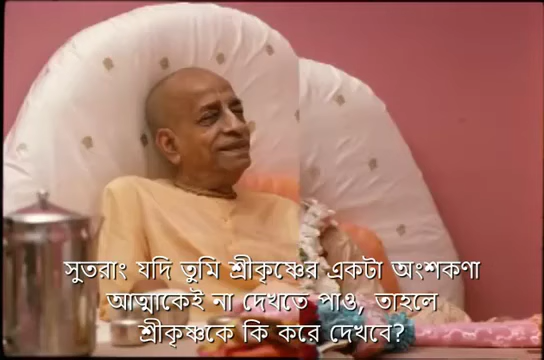 সুতরাং যদি তুমি শ্রীকৃষ্ণের একটা অংশকণা
আত্মাকেই না দেখতে পাও, তাহলে
শ্রীকৃষ্ণকে কি করে দেখবে?